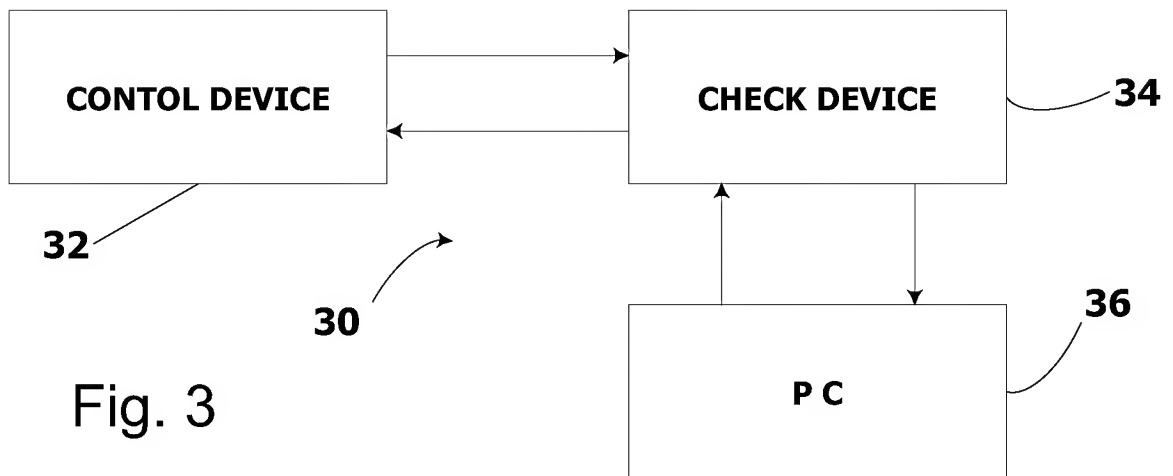 CONTOL DEVICE
CHECK DEVICE
34
32
30
36
P C
Fig. 3